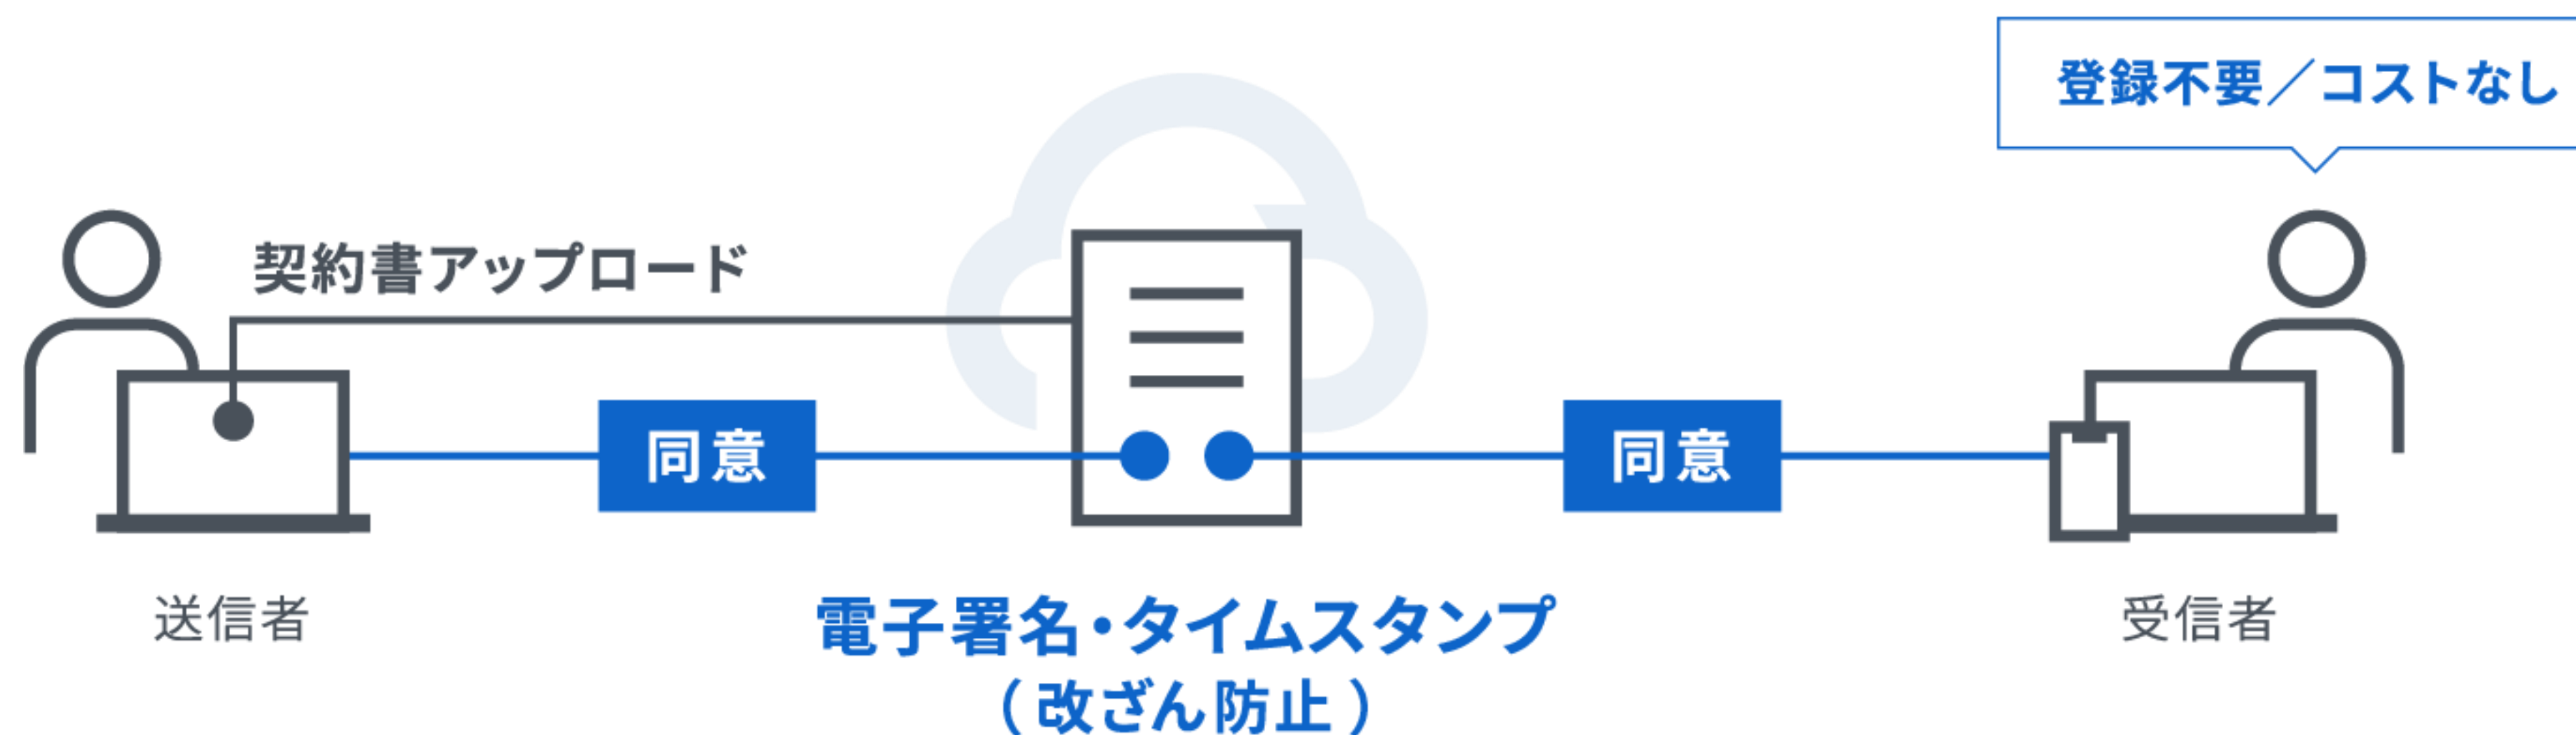 登録不要／コストなし
契約書アップロード
同意
同意
送信者
電子署名・タイムスタンプ
（改ざん防止）
受信者